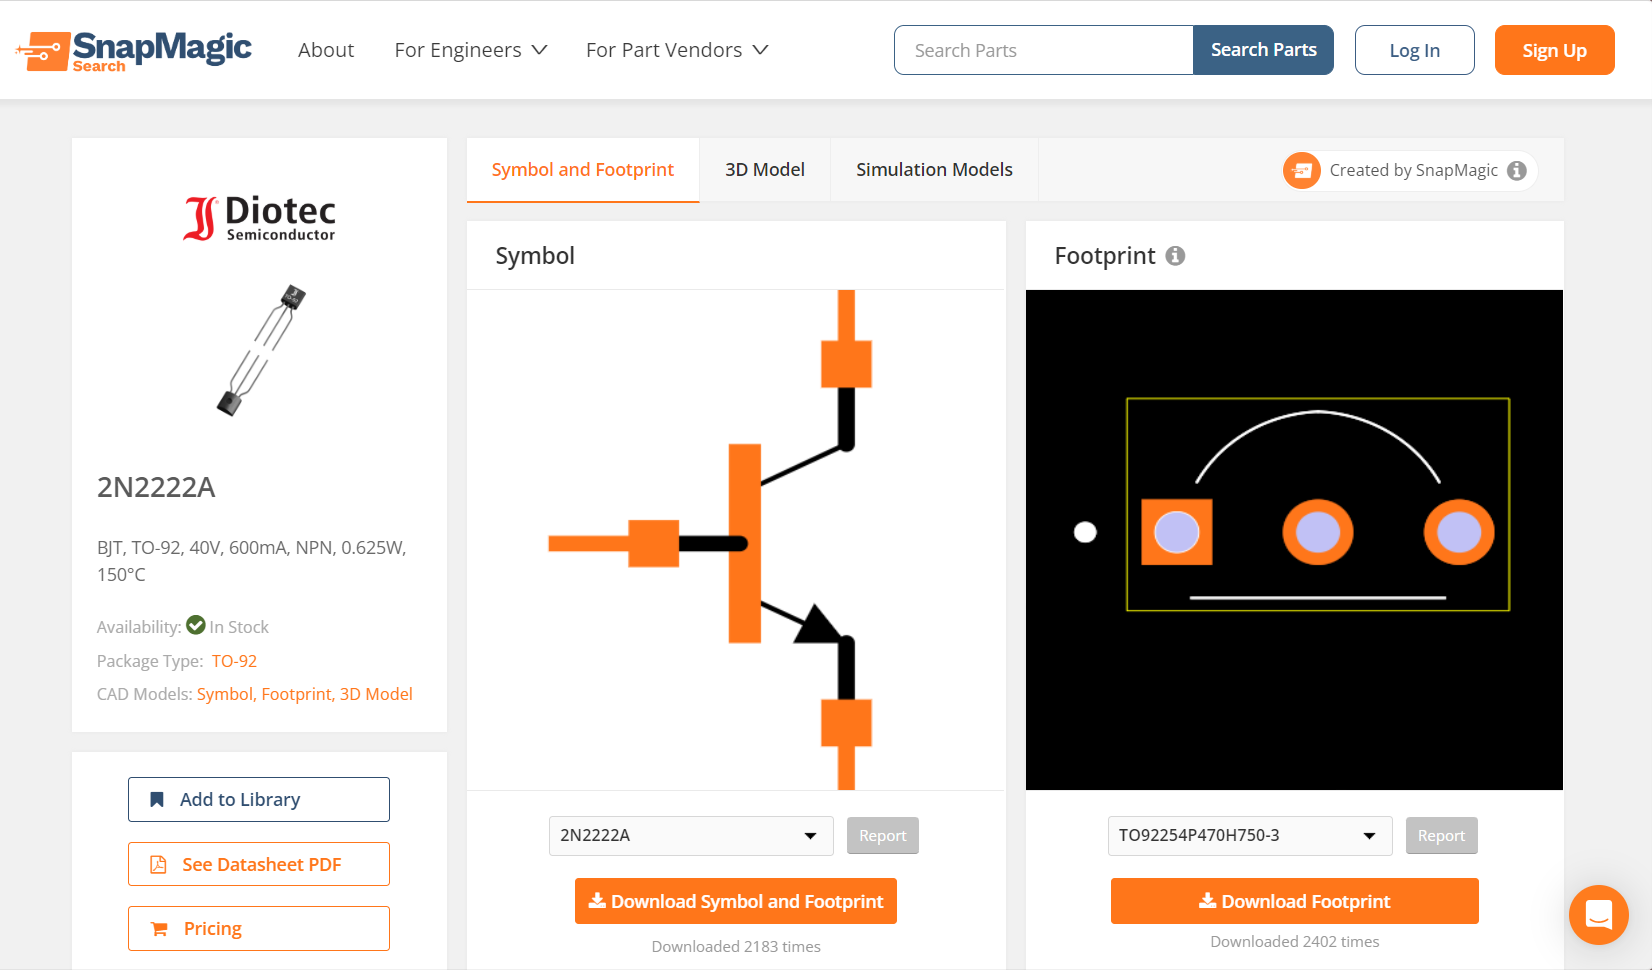 SnapMagic
Search
About
For Engineers
For Part Vendors
Search Parts
Search Parts
Log In
Sign Up
Diotec
Semiconductor
2N2222A
BJT, TO-92, 40V, 600mA, NPN, 0.625W,
150°C
Availability: In Stock
Package Type: TO-92
CAD Models: Symbol, Footprint, 3D Model
Add to Library
See Datasheet PDF
Pricing
Symbol and Footprint
3D Model
Simulation Models
Created by SnapMagic
Symbol
2N2222A
Report
Download Symbol and Footprint
Downloaded 2183 times
Footprint
TO92254P470H750-3
Report
Download Footprint
Downloaded 2402 times